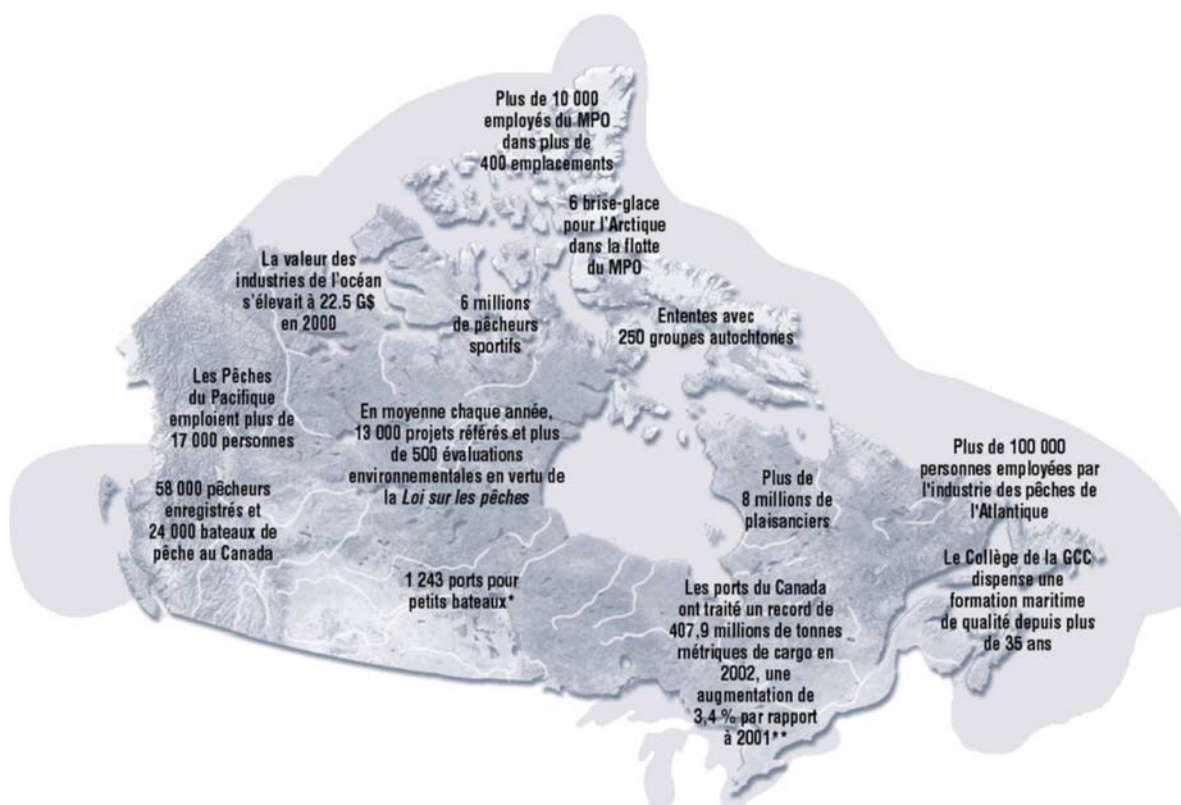 Plus de 10 000
employés du MPO
dans plus de
400 emplacements
6 brise-glace
pour l'Arctique
dans la flotte
du MPO
La valeur des
industries de l'océan
s'élevait à 22.5 G$
en 2000
6 millions
de pêcheurs
sportifs
Ententes avec
250 groupes autochtones
Les Pêches
du Pacifique
emploient plus de
17 000 personnes
En moyenne chaque année,
13 000 projets référés et plus
de 500 évaluations
environnementales en vertu de
la Loi sur les pêches
Plus de
8 millions de
plaisanciers
Plus de 100 000
personnes employées par
l'industrie des pêches de
l'Atlantique
58 000 pêcheurs
enregistrés et
24 000 bateaux de
pêche au Canada
1 243 ports pour
petits bateaux*
Les ports du Canada
ont traité un record de
407,9 millions de tonnes
métriques de cargo en
2002, une
augmentation de
3,4 % par rapport
à 2001**
Le Collège de la GCC
dispense une
formation maritime
de qualité depuis plus
de 35 ans